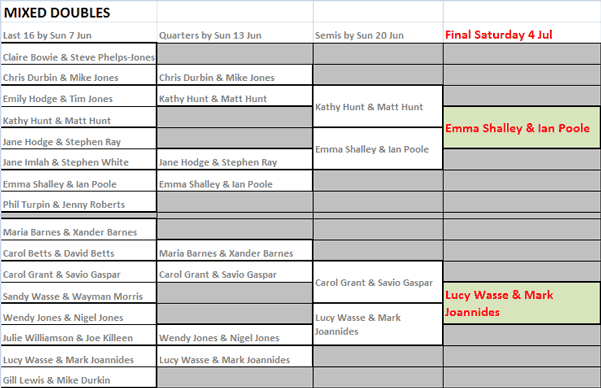 MIXED DOUBLES
Last 16 by Sun 7 Jun Quarters by Sun 13 Jun Semis by Sun 20 Jun Final Saturday 4 Jul
Claire Bowie & Steve Phelps-Jones
Chris Durbin & Mike Jones Chris Durbin & Mike Jones
Emily Hodge & Tim Jones Kathy Hunt & Matt Hunt
Kathy Hunt & Matt Hunt
Kathy Hunt & Matt Hunt
Jane Hodge & Stephen Ray
Emma Shalley & Ian Poole
Jane Imlah & Stephen White Jane Hodge & Stephen Ray
Emma Shalley & Ian Poole
Emma Shalley & Ian Poole Emma Shalley & Ian Poole
Phil Turpin & Jenny Roberts
Maria Barnes & Xander Barnes
Carol Betts & David Betts Maria Barnes & Xander Barnes
Carol Grant & Savio Gaspar Carol Grant & Savio Gaspar
Carol Grant & Savio Gaspar
Sandy Wasse & Wayman Morris
Lucy Wasse & Mark
Joannides
Wendy Jones & Nigel Jones
Lucy Wasse & Mark
Joannides
Julie Williamson & Joe Killeen Wendy Jones & Nigel Jones
Lucy Wasse & Mark Joannides Lucy Wasse & Mark Joannides
Gill Lewis & Mike Durkin